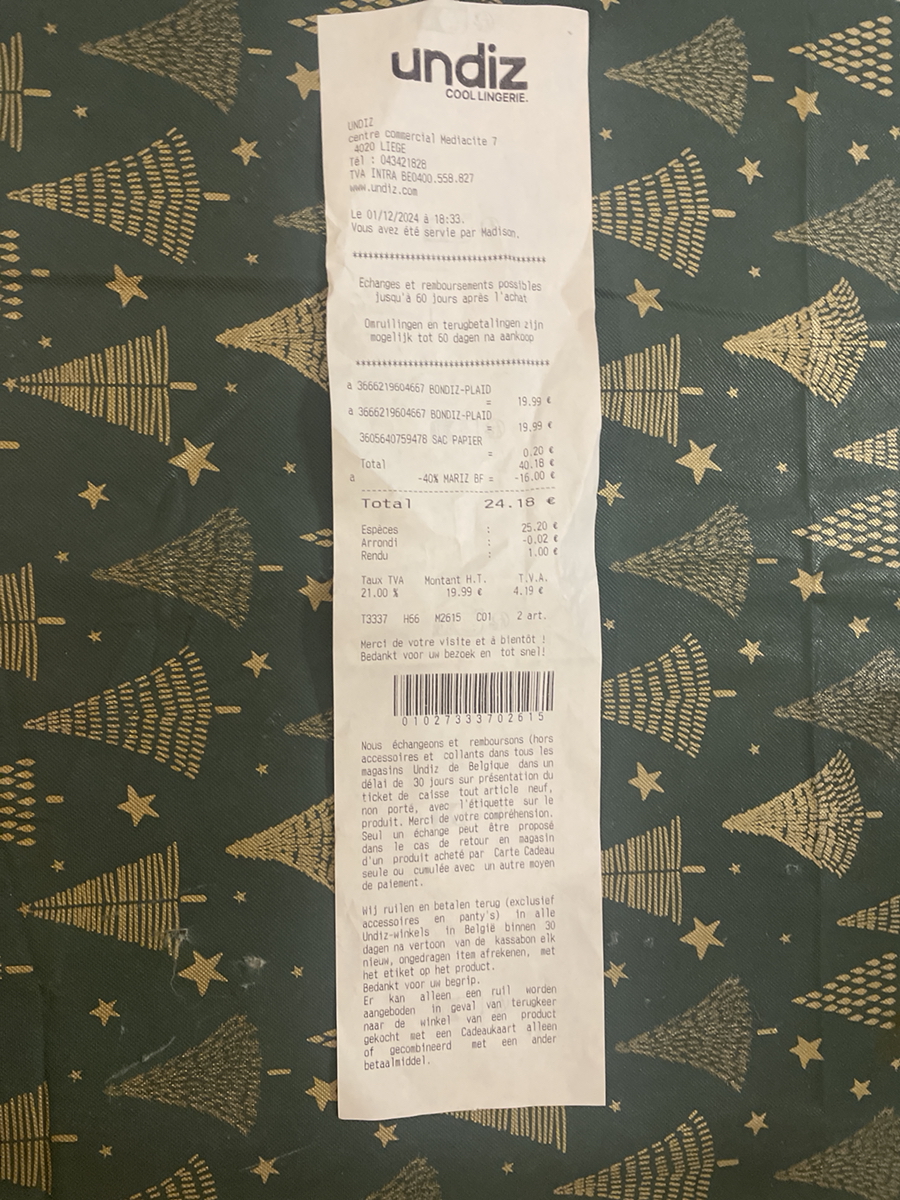 undiz
COOL LINGERIE.
UNDIZ
centre commercial Mediacite 7
4020 LIEGE
Tél : 043421828
TVA INTRA BE0400.558.827
www.undiz.com
Le 01/12/2024 à 18:33.
Vous avez été servie par Madison.
************************************************
Echanges et remboursements possibles
jusqu'à 60 jours après l'achat
Omruilingen en terugbetalingen zijn
mogelijk tot 60 dagen na aankoop
************************************************
a 3666219604667 BONDIZ-PLAID
= 19.99 €
a 3666219604667 BONDIZ-PLAID
= 19.99 €
3605640759478 SAC PAPIER
= 0.20 €
Total 40.18 €
a -40% MARIZ BF = -16.00 €
Total 24.18 €
Espèces : 25.20 €
Arrondi : -0.02 €
Rendu : 1.00 €
Taux TVA Montant H.T. T.V.A.
21.00 % 19.99 € 4.19 €
T3337 H66 M2615 C01 2 art.
Merci de votre visite et à bientôt !
Bedankt voor uw bezoek en tot snel!
01027333702615
Nous échangeons et remboursons (hors
accessoires et collants dans tous les
magasins Undiz de Belgique dans un
délai de 30 jours sur présentation du
ticket de caisse tout article neuf,
non porté, avec l'étiquette sur le
produit. Merci de votre compréhension.
Seul un échange peut être proposé
dans le cas de retour en magasin
d'un produit acheté par Carte Cadeau
seule ou cumulée avec un autre moyen
de paiement.
Wij ruilen en betalen terug (exclusief
accessoires en panty's) in alle
Undiz-winkels in België binnen 30
dagen na vertoon van de kassabon elk
nieuw, ongedragen item afrekenen, met
het etiket op het product.
Bedankt voor uw begrip.
Er kan alleen een ruil worden
aangeboden in geval van terugkeer
naar de winkel van een product
gekocht met een Cadeaukaart alleen
of gecombineerd met een ander
betaalmiddel.